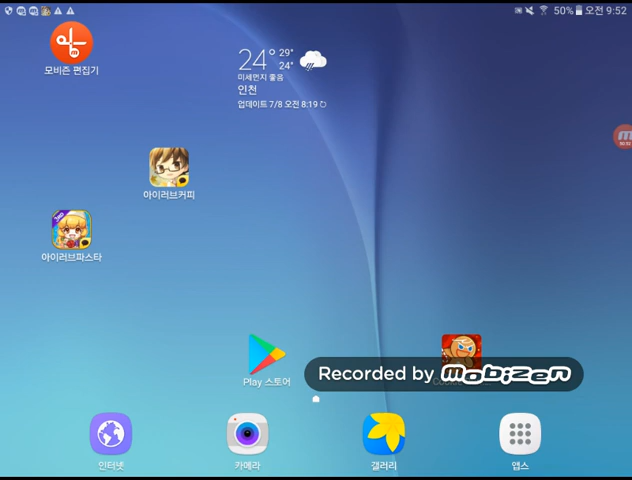 50% 오전 9:52
모비즌 편집기
24° 29°
24°
미세먼지 좋음
인천
업데이트 7/8 오전 8:19
아이러브커피
아이러브파스타
Play 스토어
Recorded by mobizen
인터넷
카메라
갤러리
앱스